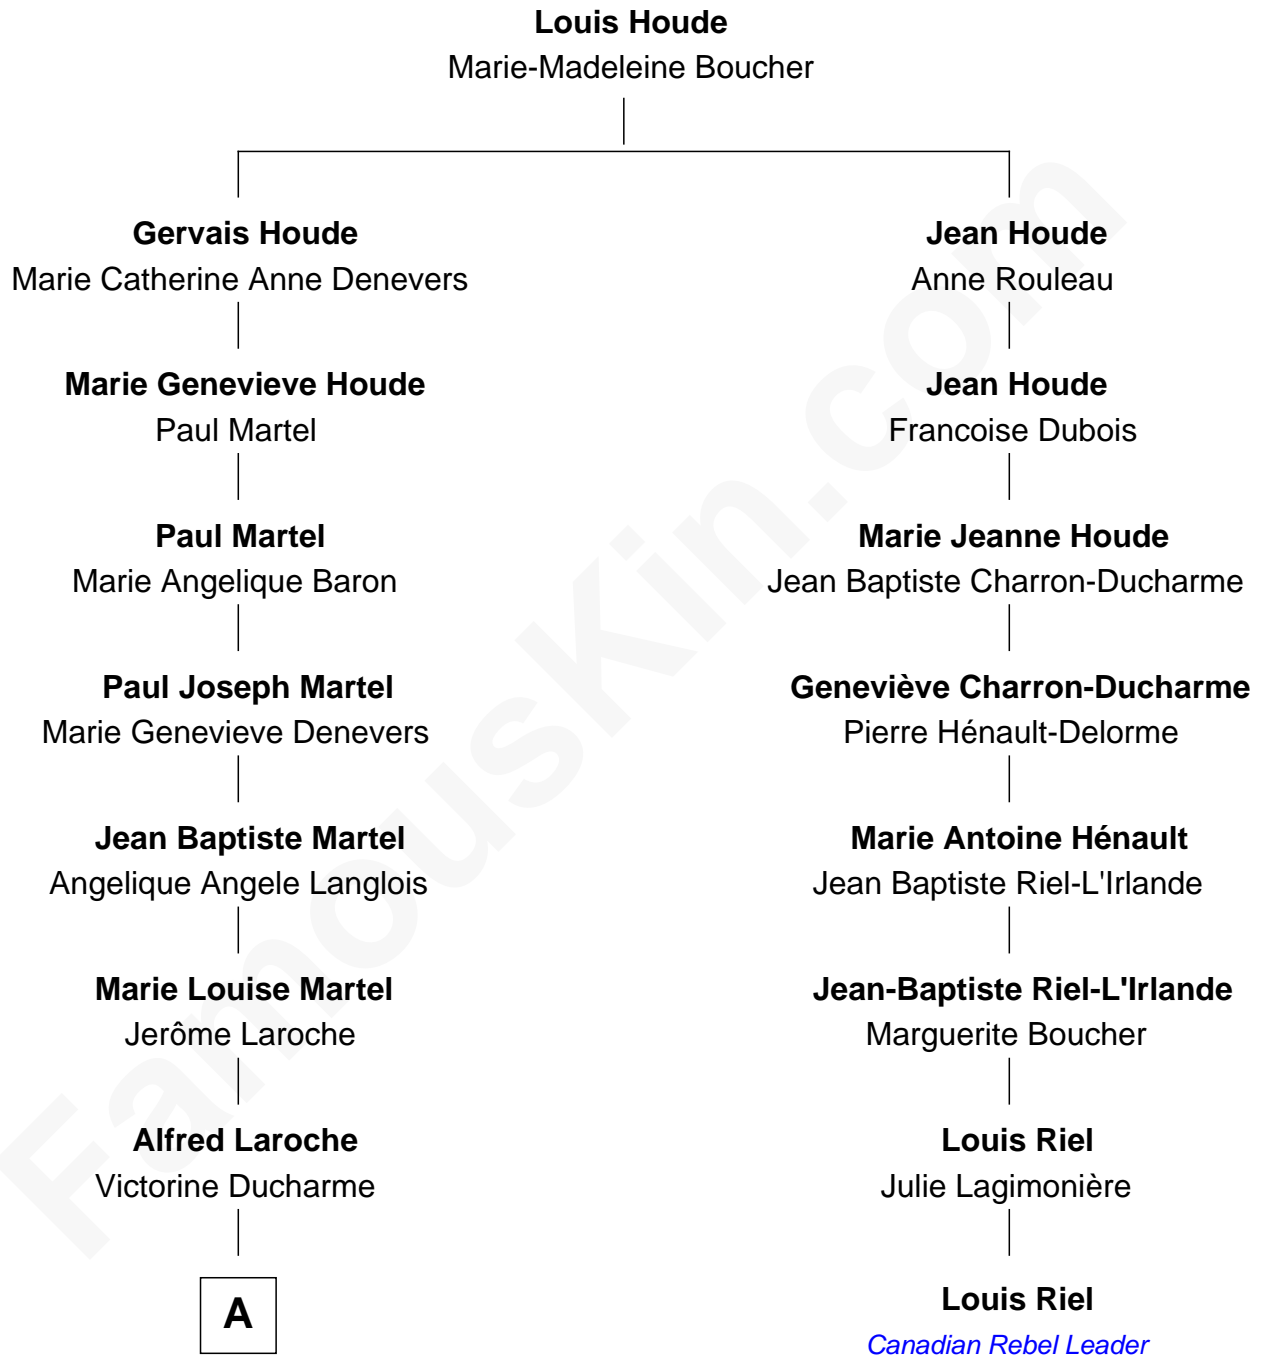 Louis Houde
Marie-Madeleine Boucher
Gervais Houde
Marie Catherine Anne Denevers
Jean Houde
Anne Rouleau
Marie Genevieve Houde
Paul Martel
Jean Houde
Francoise Dubois
Paul Martel
Marie Angelique Baron
Marie Jeanne Houde
Jean Baptiste Charron-Ducharme
Paul Joseph Martel
Marie Genevieve Denevers
Geneviève Charron-Ducharme
Pierre Hénault-Delorme
Jean Baptiste Martel
Angelique Angele Langlois
Marie Antoine Hénault
Jean Baptiste Riel-L'Irlande
Marie Louise Martel
Jerôme Laroche
Jean-Baptiste Riel-L'Irlande
Marguerite Boucher
Alfred Laroche
Victorine Ducharme
Louis Riel
Julie Lagimonière
A
Louis Riel
Canadian Rebel Leader
FamousKin.com